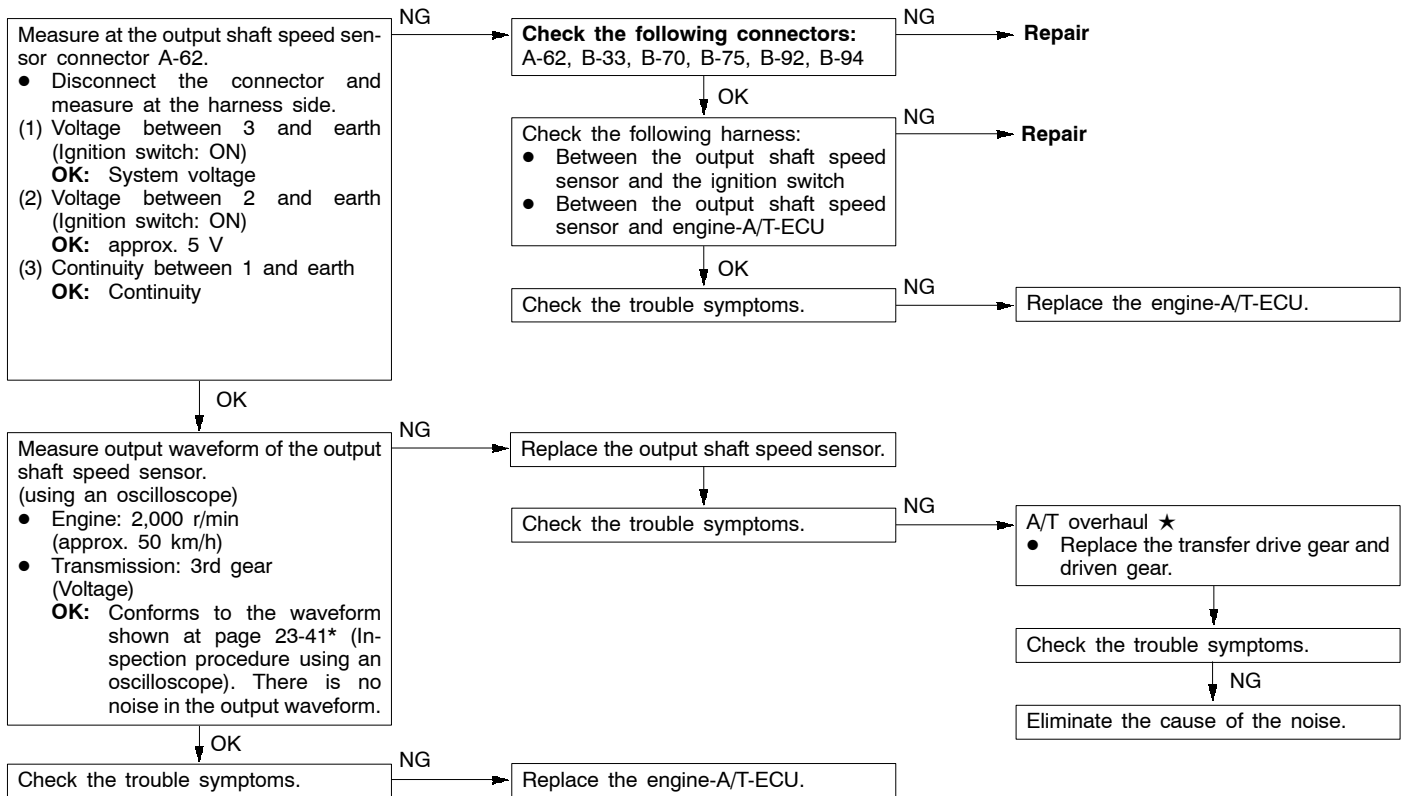 Measure at the output shaft speed sen-
sor connector A-62.
● Disconnect the connector and
measure at the harness side.
(1) Voltage between 3 and earth
(Ignition switch: ON)
OK: System voltage
(2) Voltage between 2 and earth
(Ignition switch: ON)
OK: approx. 5 V
(3) Continuity between 1 and earth
OK: Continuity
NG
Check the following connectors:
A-62, B-33, B-70, B-75, B-92, B-94
NG
Repair
OK
Check the following harness:
● Between the output shaft speed
sensor and the ignition switch
● Between the output shaft speed
sensor and engine-A/T-ECU
NG
Repair
OK
Check the trouble symptoms.
NG
Replace the engine-A/T-ECU.
OK
Measure output waveform of the output
shaft speed sensor.
(using an oscilloscope)
● Engine: 2,000 r/min
(approx. 50 km/h)
● Transmission: 3rd gear
(Voltage)
OK: Conforms to the waveform
shown at page 23-41* (In-
spection procedure using an
oscilloscope). There is no
noise in the output waveform.
NG
Replace the output shaft speed sensor.
Check the trouble symptoms.
NG
A/T overhaul ★
● Replace the transfer drive gear and
driven gear.
Check the trouble symptoms.
NG
Eliminate the cause of the noise.
OK
Check the trouble symptoms.
NG
Replace the engine-A/T-ECU.